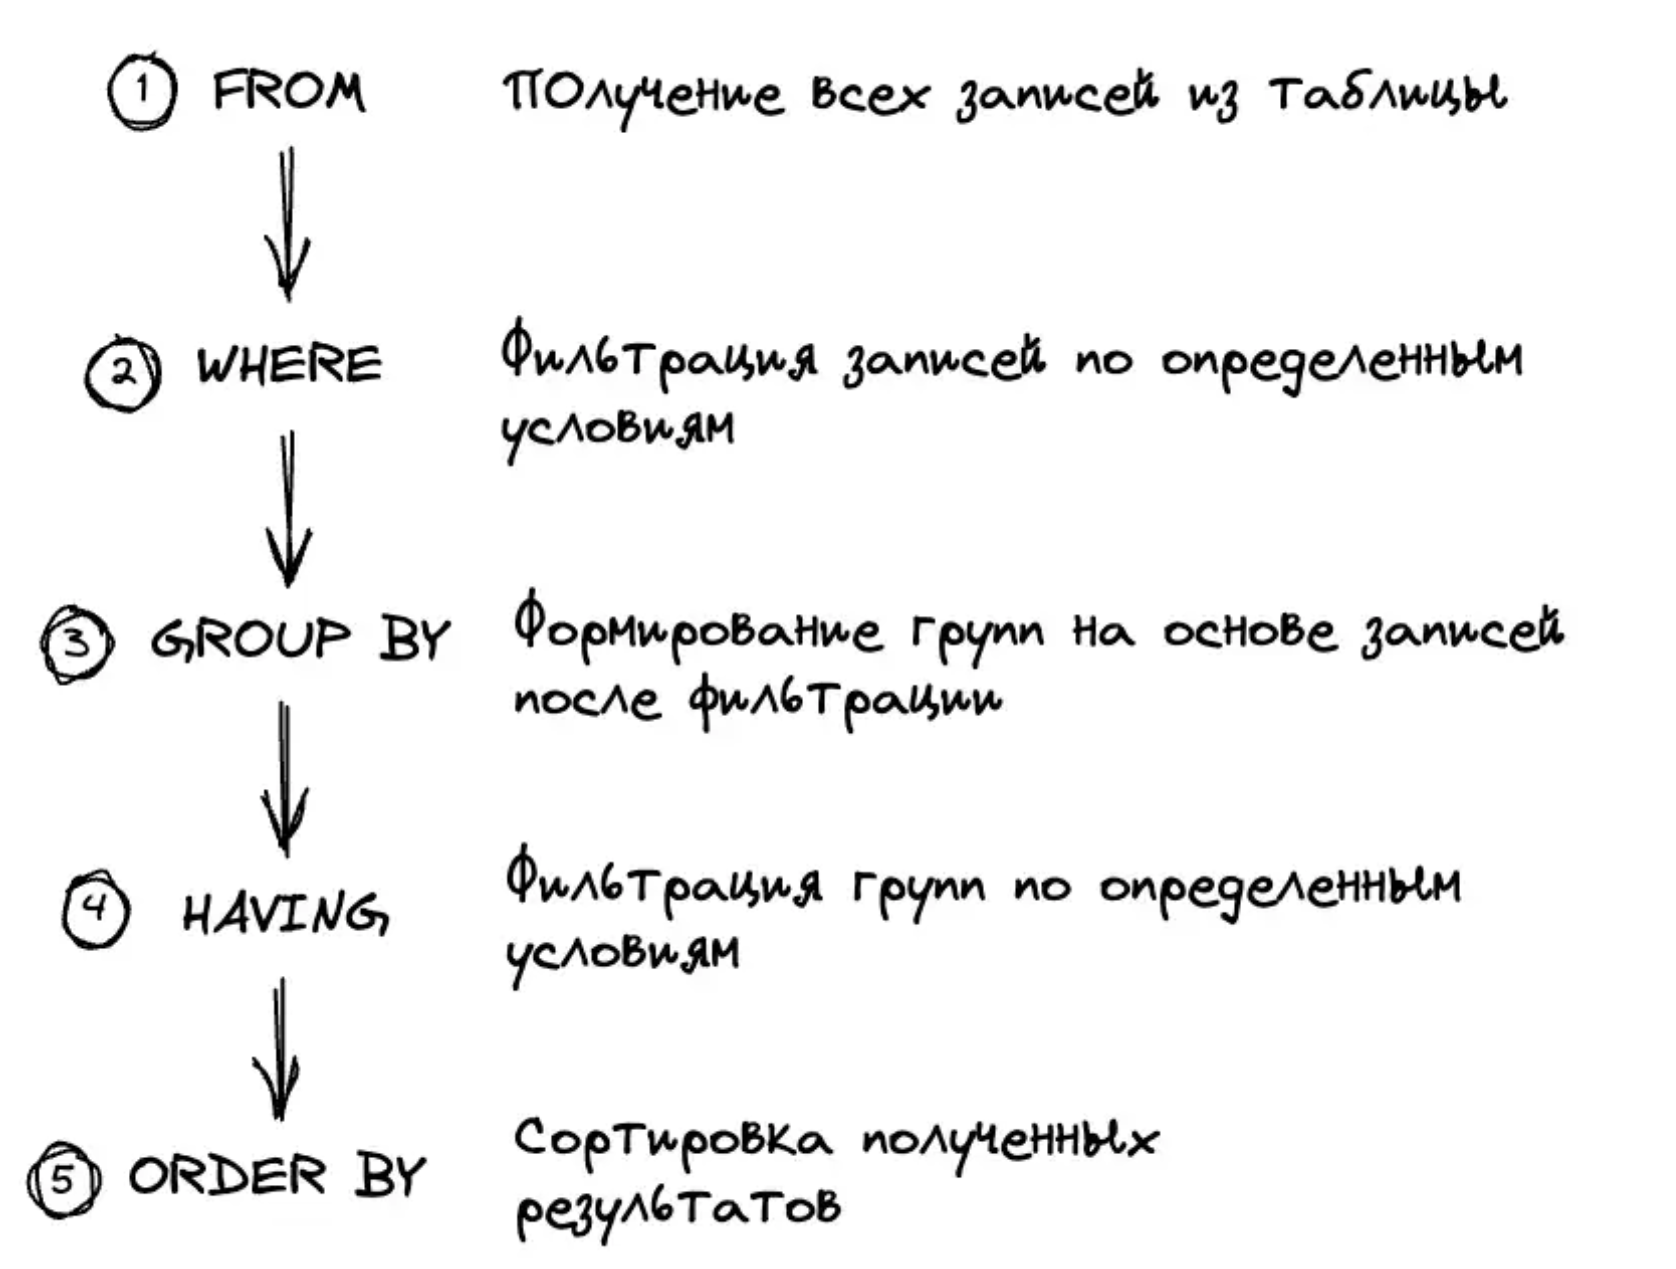 1 FROM ПОлучение всех записей из таблицы
2 WHERE Фильтрация записей по определенным
условиям
3 GROUP BY Формирование групп на основе записей
после фильтрации
4 HAVING Фильтрация групп по определенным
условиям
5 ORDER BY Сортировка полученных
результатов